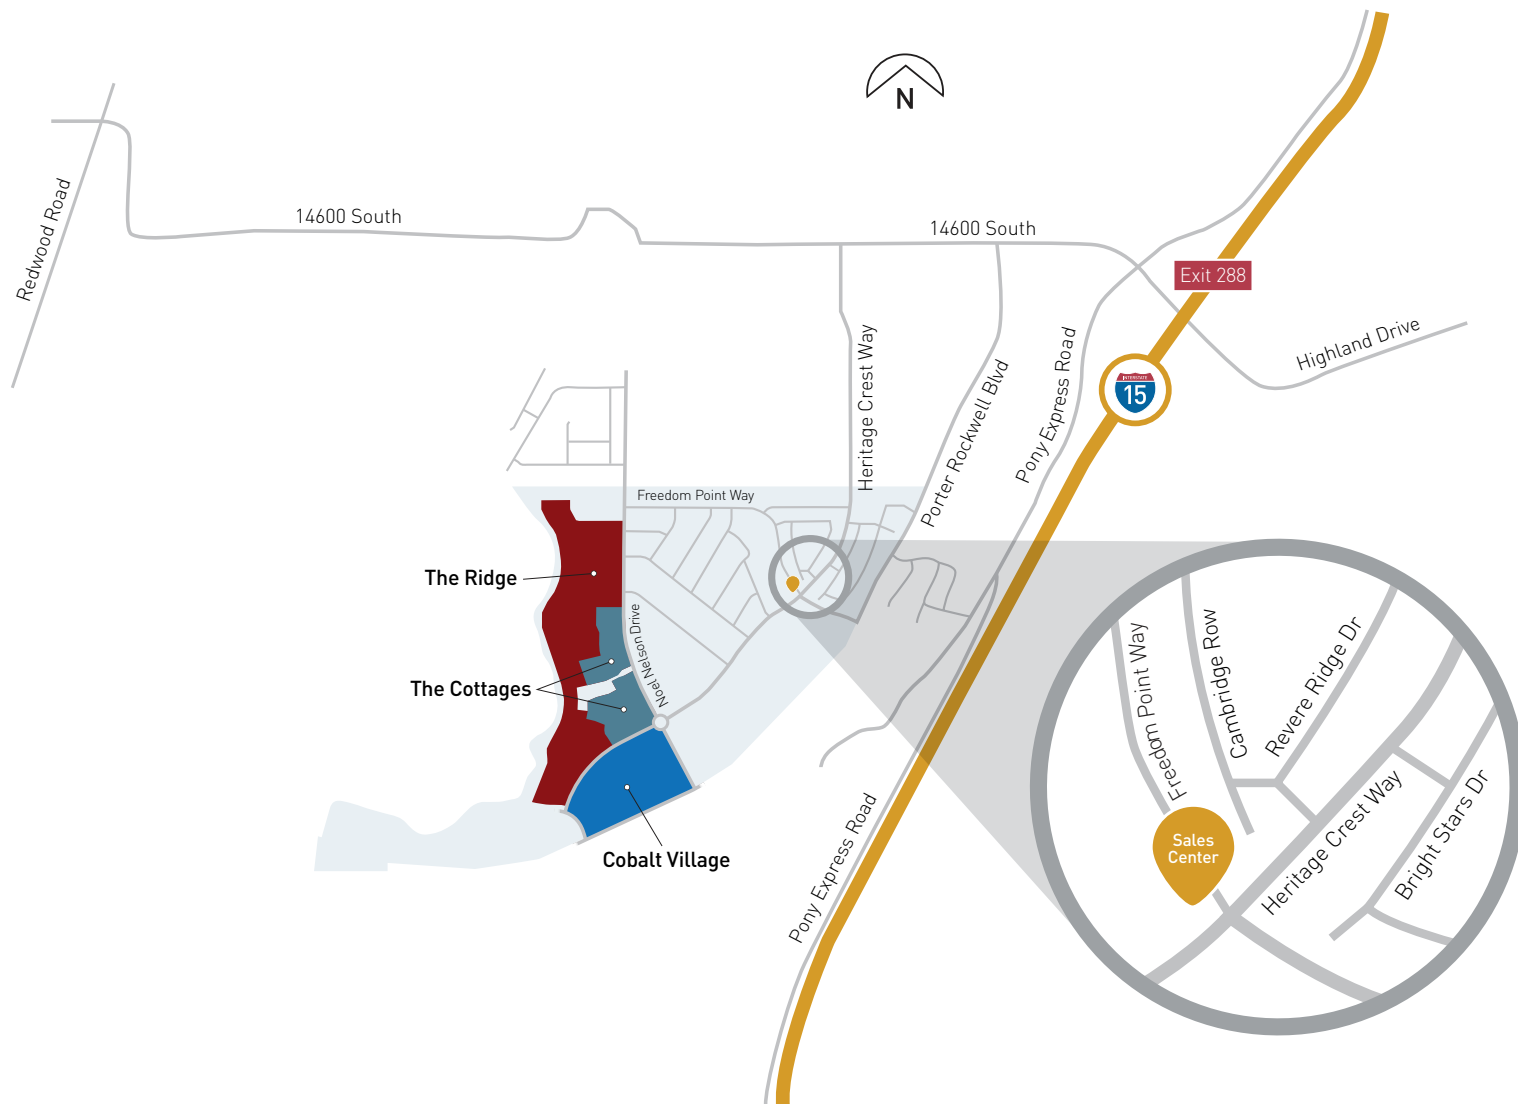 N
Redwood Road
14600 South
14600 South
Exit 288
Highland Drive
INTERSTATE
15
Heritage Crest Way
Porter Rockwell Blvd
Pony Express Road
Freedom Point Way
The Ridge
Noel Nelson Drive
The Cottages
Cobalt Village
Pony Express Road
Freedom Point Way
Cambridge Row
Revere Ridge Dr
Sales
Center
Heritage Crest Way
Bright Stars Dr